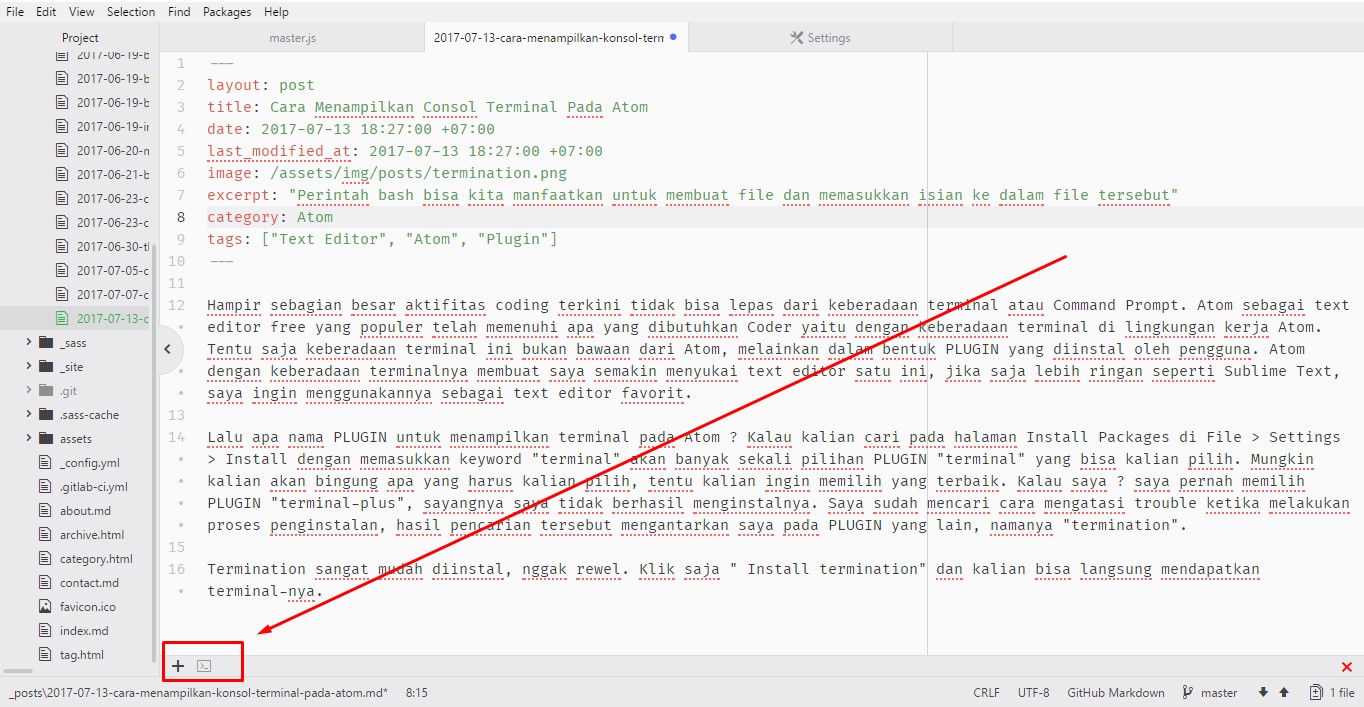 File Edit View Selection Find Packages Help
Project
master.js
2017-07-13-cara-menampilkan-konsol-term
Settings
2017-06-19-b
2017-06-19-b
2017-06-19-b
2017-06-19-in
2017-06-20-n
2017-06-21-b
2017-06-23-c
2017-06-23-c
2017-06-30-tl
2017-07-05-c
2017-07-07-c
2017-07-13-c
_sass
_site
.git
.sass-cache
assets
_config.yml
.gitlab-ci.yml
about.md
archive.html
category.html
contact.md
favicon.ico
index.md
tag.html
1 ---
2 layout: post
3 title: Cara Menampilkan Consol Terminal Pada Atom
4 date: 2017-07-13 18:27:00 +07:00
5 last_modified_at: 2017-07-13 18:27:00 +07:00
6 image: /assets/img/posts/termination.png
7 excerpt: "Perintah bash bisa kita manfaatkan untuk membuat file dan memasukkan isian ke dalam file tersebut"
8 category: Atom
9 tags: ["Text Editor", "Atom", "Plugin"]
10 ---
11
12 Hampir sebagian besar aktifitas coding terkini tidak bisa lepas dari keberadaan terminal atau Command Prompt. Atom sebagai text
• editor free yang populer telah memenuhi apa yang dibutuhkan Coder yaitu dengan keberadaan terminal di lingkungan kerja Atom.
• Tentu saja keberadaan terminal ini bukan bawaan dari Atom, melainkan dalam bentuk PLUGIN yang diinstal oleh pengguna. Atom
• dengan keberadaan terminalnya membuat saya semakin menyukai text editor satu ini, jika saja lebih ringan seperti Sublime Text,
• saya ingin menggunakannya sebagai text editor favorit.
13
14 Lalu apa nama PLUGIN untuk menampilkan terminal pada Atom ? Kalau kalian cari pada halaman Install Packages di File > Settings
• > Install dengan memasukkan keyword "terminal" akan banyak sekali pilihan PLUGIN "terminal" yang bisa kalian pilih. Mungkin
• kalian akan bingung apa yang harus kalian pilih, tentu kalian ingin memilih yang terbaik. Kalau saya ? saya pernah memilih
• PLUGIN "terminal-plus", sayangnya saya tidak berhasil menginstalnya. Saya sudah mencari cara mengatasi trouble ketika melakukan
• proses penginstalan, hasil pencarian tersebut mengantarkan saya pada PLUGIN yang lain, namanya "termination".
15
16 Termination sangat mudah diinstal, nggak rewel. Klik saja " Install termination" dan kalian bisa langsung mendapatkan
• terminal-nya.
_posts\2017-07-13-cara-menampilkan-konsol-terminal-pada-atom.md* 8:15
CRLF UTF-8 GitHub Markdown master 1 file